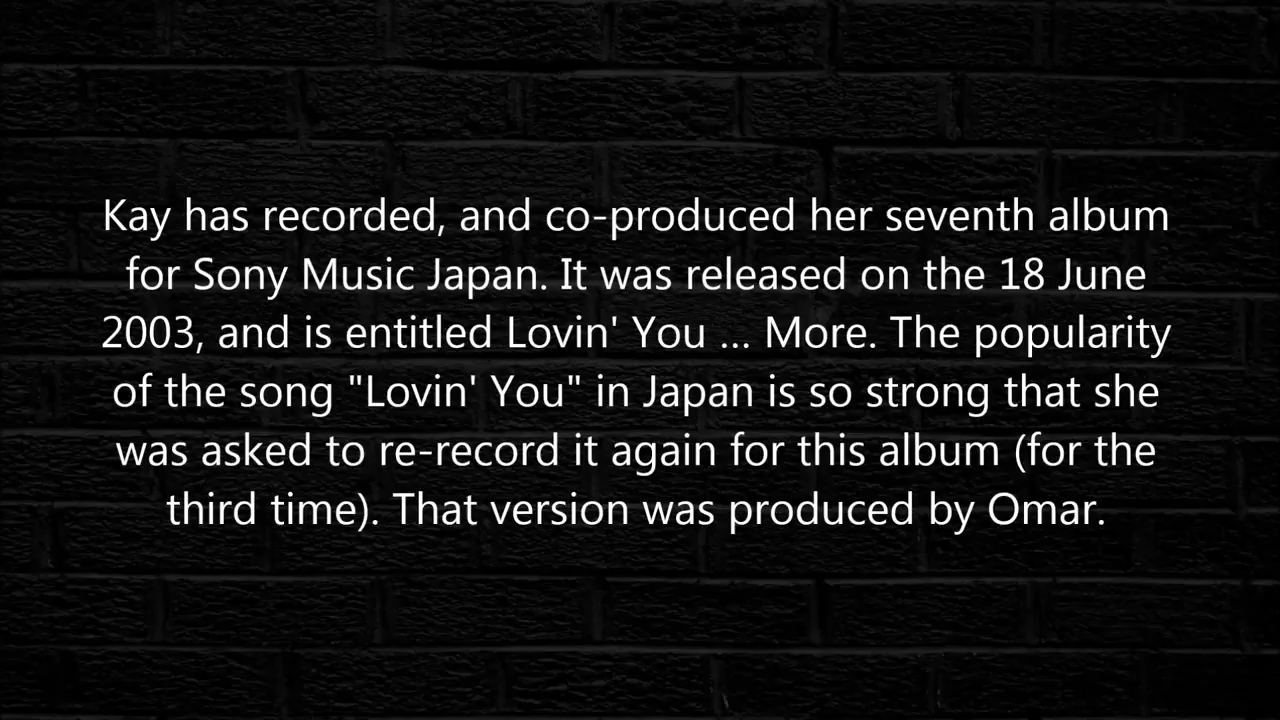 Kay has recorded, and co-produced her seventh album
for Sony Music Japan. It was released on the 18 June
2003, and is entitled Lovin' You ... More. The popularity
of the song "Lovin' You" in Japan is so strong that she
was asked to re-record it again for this album (for the
third time). That version was produced by Omar.